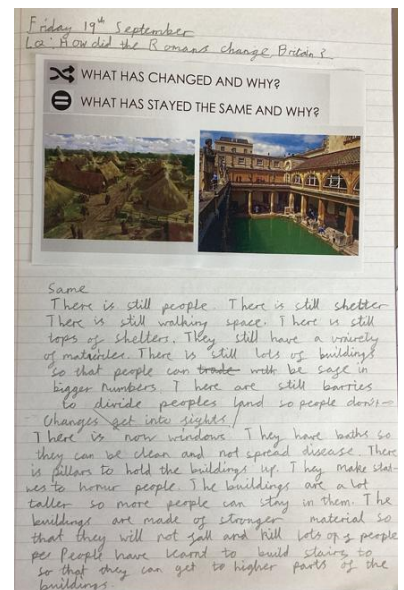 Friday 19th September
Lo: How did the Romans change Britain?
WHAT HAS CHANGED AND WHY?
WHAT HAS STAYED THE SAME AND WHY?
Same
There is still people. There is still shelter
There is still walking space. There is still
tops of shelters. They still have a
of There is still lots of buildings
so that people can trade with be safe in
bigger numbers. There are still barries
to divide peoples land so people dont
Changes get into fights.
There is now windows. They have baths so
they can be clean and not spread disease. There
is pillars to hold the buildings up. They make stat-
ues to honur people. The buildings are a lot
taller so more people can stay in them. The
buildings are made of stronger material so
that they will not fall and kill lots of people
pe People have learnt to build stairs to
so that they can get to higher parts of the
buildings.